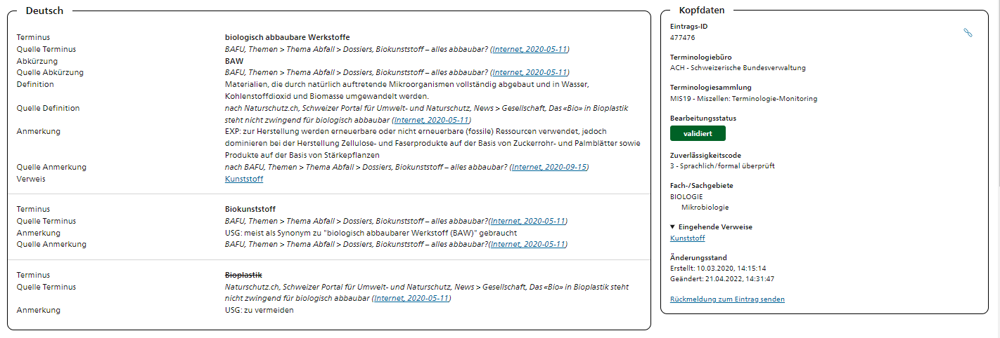 Deutsch
Terminus biologisch abbaubare Werkstoffe
Quelle Terminus BAFU, Themen > Thema Abfall > Dossiers, Biokunststoff – alles abbaubar? (Internet, 2020-05-11)
Abkürzung BAW
Quelle Abkürzung BAFU, Themen > Thema Abfall > Dossiers, Biokunststoff – alles abbaubar? (Internet, 2020-05-11)
Definition Materialien, die durch natürlich auftretende Mikroorganismen vollständig abgebaut und in Wasser,
Kohlenstoffdioxid und Biomasse umgewandelt werden.
Quelle Definition nach Naturschutz.ch, Schweizer Portal für Umwelt- und Naturschutz, News > Gesellschaft, Das «Bio» in Bioplastik
steht nicht zwingend für biologisch abbaubar (Internet, 2020-05-11)
Anmerkung EXP: zur Herstellung werden erneuerbare oder nicht erneuerbare (fossile) Ressourcen verwendet, jedoch
dominieren bei der Herstellung Zellulose- und Faserprodukte auf der Basis von Zuckerrohr- und Palmblätter sowie
Produkte auf der Basis von Stärkepflanzen
Quelle Anmerkung nach BAFU, Themen > Thema Abfall > Dossiers, Biokunststoff – alles abbaubar? (Internet, 2020-09-15)
Verweis Kunststoff
Terminus Biokunststoff
Quelle Terminus BAFU, Themen > Thema Abfall > Dossiers, Biokunststoff – alles abbaubar?(Internet, 2020-05-11)
Anmerkung USG: meist als Synonym zu "biologisch abbaubarer Werkstoff (BAW)" gebraucht
Quelle Anmerkung BAFU, Themen > Thema Abfall > Dossiers, Biokunststoff – alles abbaubar?(Internet, 2020-05-11)
Terminus Bioplastik
Quelle Terminus Naturschutz.ch, Schweizer Portal für Umwelt- und Naturschutz, News > Gesellschaft, Das «Bio» in Bioplastik steht
nicht zwingend für biologisch abbaubar (Internet, 2020-05-11)
Anmerkung USG: zu vermeiden
Kopfdaten
Eintrags-ID
477476
Terminologiebüro
ACH - Schweizerische Bundesverwaltung
Terminologiesammlung
MIS19 - Miszellen: Terminologie-Monitoring
Bearbeitungsstatus
validiert
Zuverlässigkeitscode
3 - Sprachlich/formal überprüft
Fach-/Sachgebiete
BIOLOGIE
Mikrobiologie
▼ Eingehende Verweise
Kunststoff
Änderungsstand
Erstellt: 10.03.2020, 14:15:14
Geändert: 21.04.2022, 14:31:47
Rückmeldung zum Eintrag senden